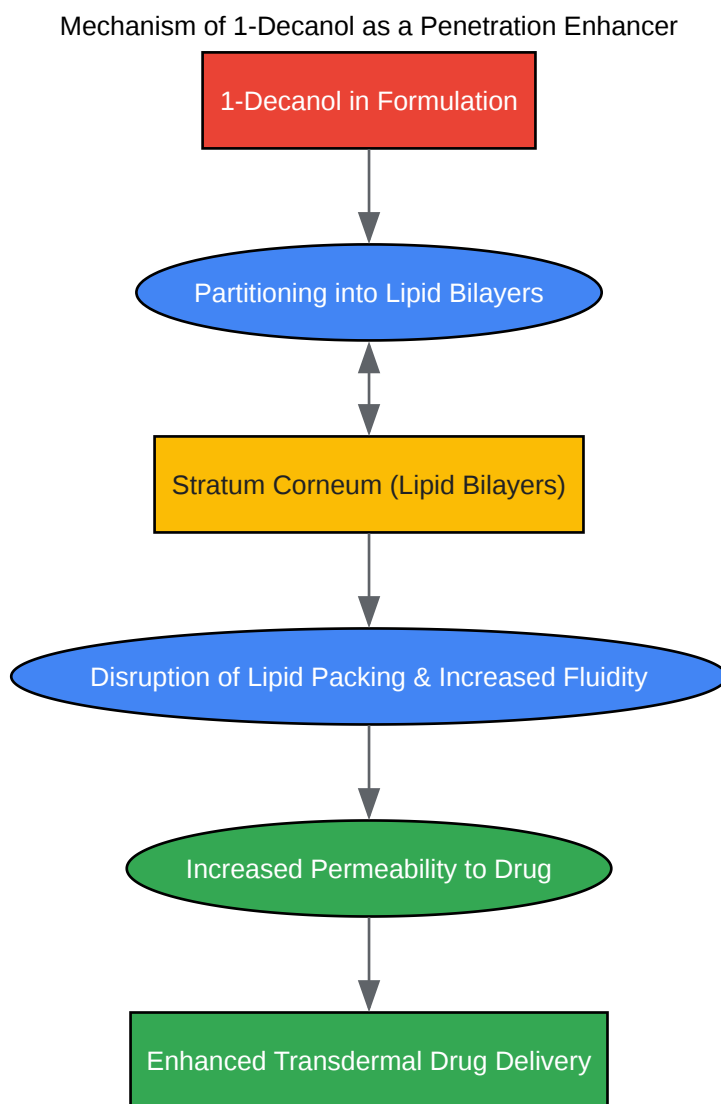 Mechanism of 1-Decanol as a Penetration Enhancer
1-Decanol in Formulation
Partitioning into Lipid Bilayers
Stratum Corneum (Lipid Bilayers)
Disruption of Lipid Packing & Increased Fluidity
Increased Permeability to Drug
Enhanced Transdermal Drug Delivery